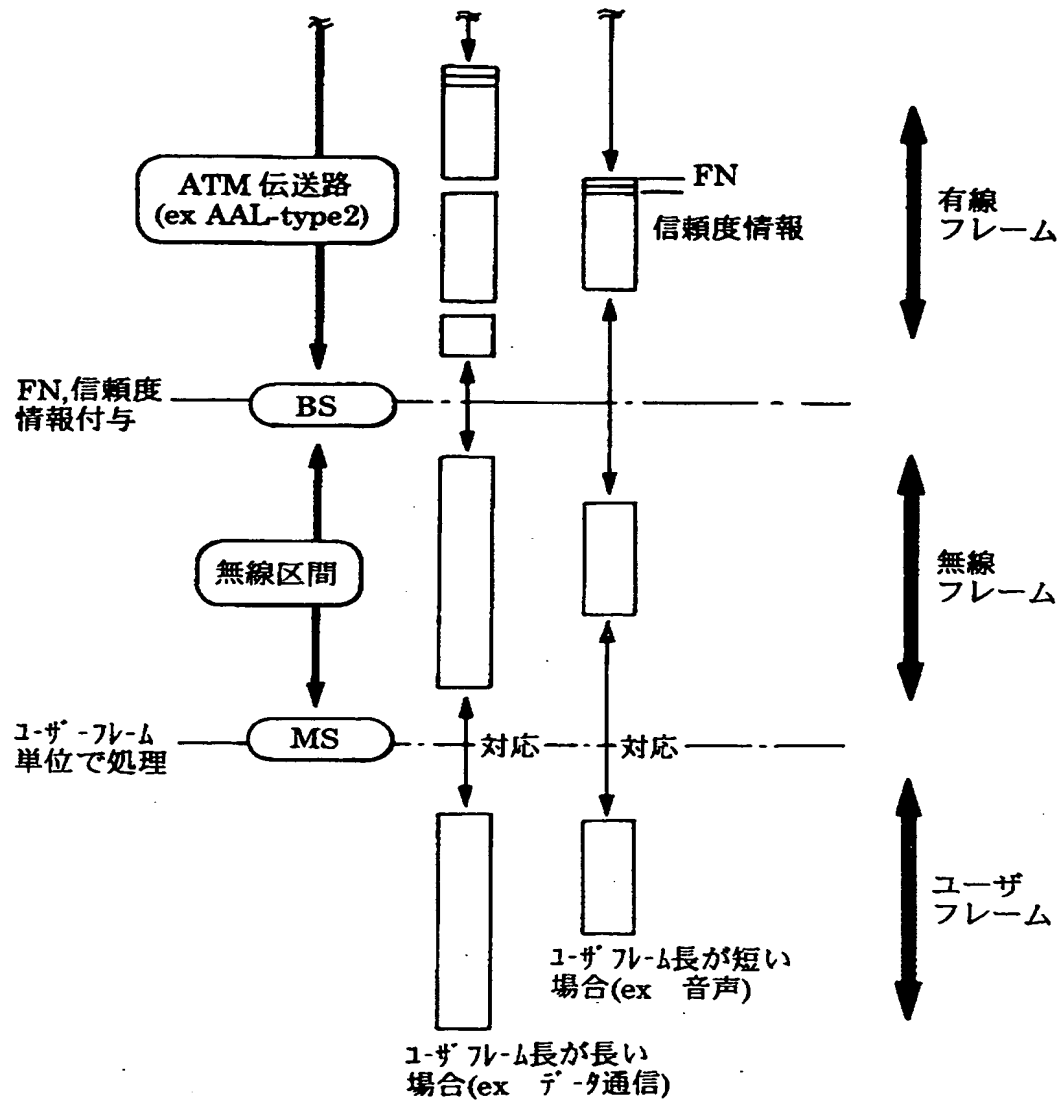 ATM 伝送路
(ex AAL-type2)
FN
信頼度情報
有線
フレーム
FN,信頼度
情報付与
BS
無線区間
無線
フレーム
ユーザーフレーム
単位で処理
MS
対応
対応
ユーザ
フレーム
ユーザフレーム長が短い
場合(ex 音声)
ユーザフレーム長が長い
場合(ex データ通信)